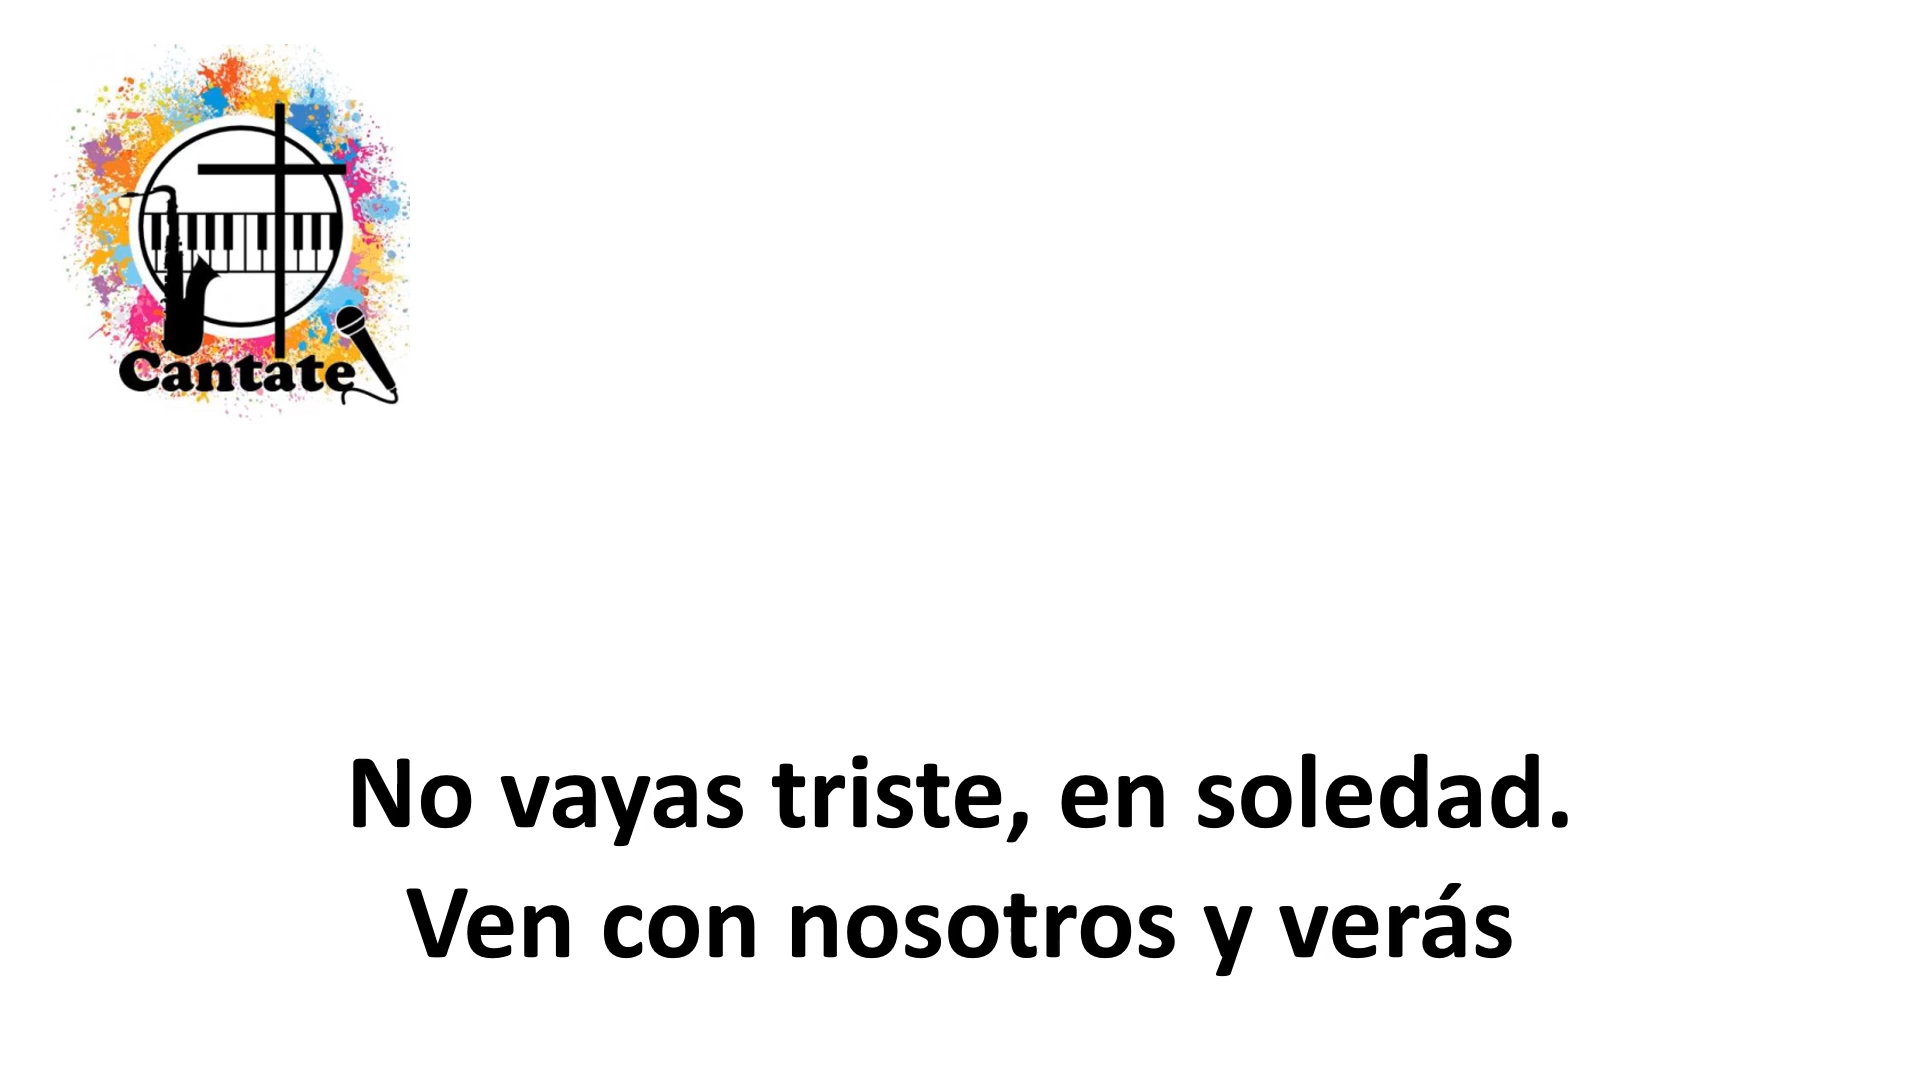 Cantate
No vayas triste, en soledad.
Ven con nosotros y verás